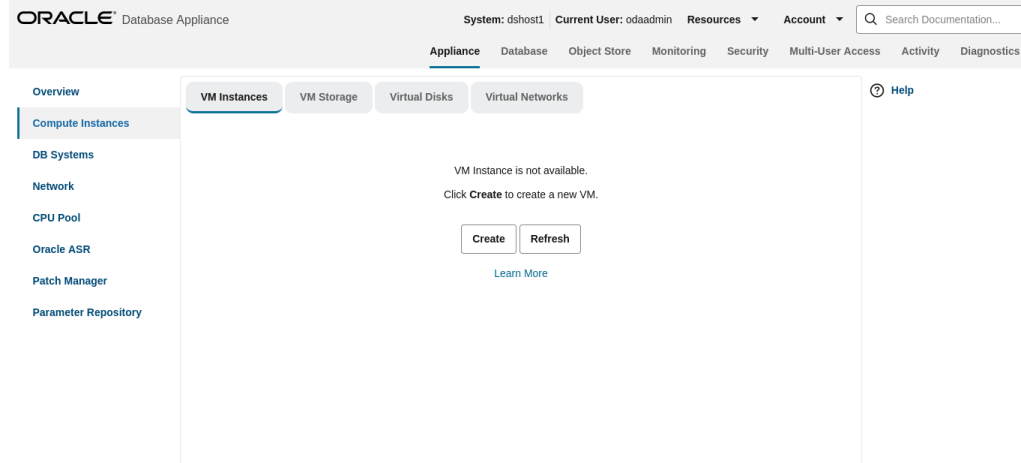 ORACLE® Database Appliance
System: dshost1 Current User: odaadmin Resources Account Search Documentation...
Appliance Database Object Store Monitoring Security Multi-User Access Activity Diagnostics
Overview
Compute Instances
DB Systems
Network
CPU Pool
Oracle ASR
Patch Manager
Parameter Repository
VM Instances VM Storage Virtual Disks Virtual Networks
VM Instance is not available.
Click Create to create a new VM.
Create Refresh
Learn More
Help